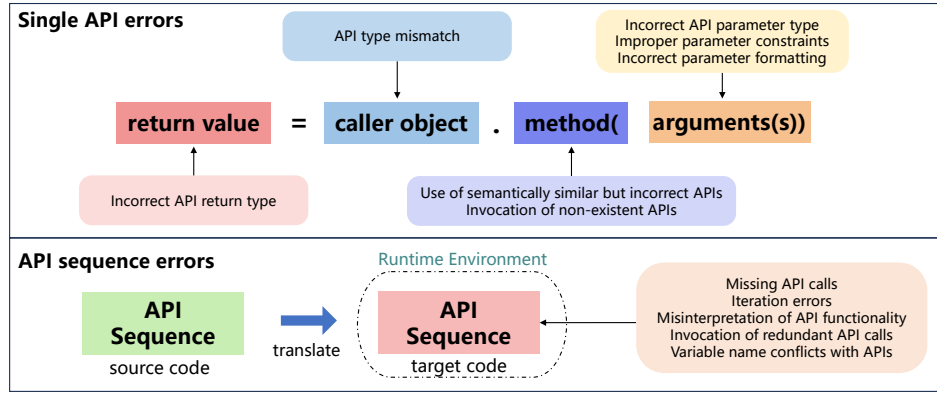 Single API errors
API type mismatch
Incorrect API parameter type
Improper parameter constraints
Incorrect parameter formatting
return value = caller object . method( arguments(s))
Incorrect API return type
Use of semantically similar but incorrect APIs
Invocation of non-existent APIs
API sequence errors
Runtime Environment
API
Sequence
source code
translate
API
Sequence
target code
Missing API calls
Iteration errors
Misinterpretation of API functionality
Invocation of redundant API calls
Variable name conflicts with APIs